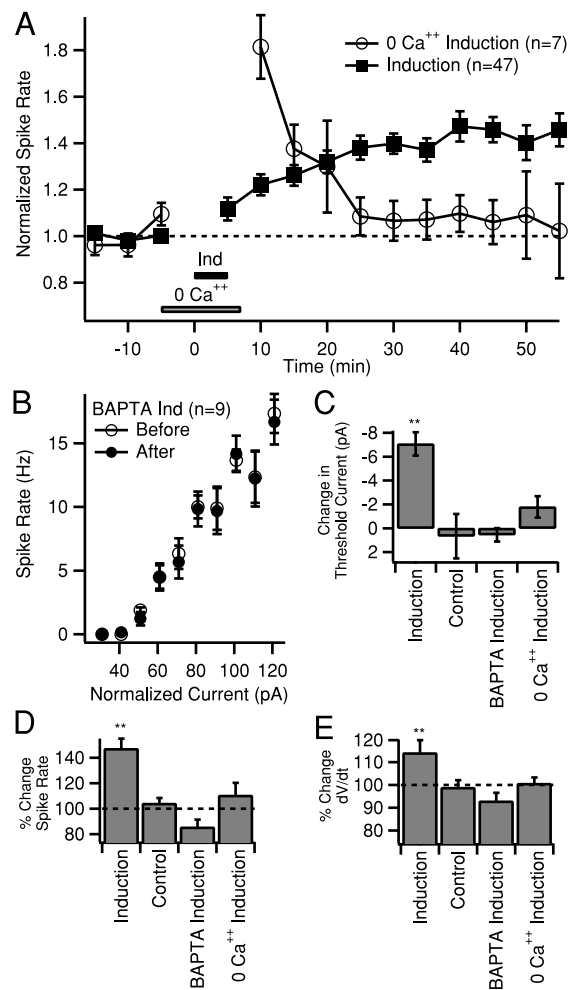 A
0 Ca++ Induction (n=7)
Induction (n=47)
Normalized Spike Rate
1.8
1.6
1.4
1.2
1.0
0.8
Ind
0 Ca++
-10 0 10 20 30 40 50
Time (min)
B
BAPTA Ind (n=9)
Before
After
Spike Rate (Hz)
15
10
5
0
40 60 80 100 120
Normalized Current (pA)
C
Change in
Threshold Current (pA)
-8
-6
-4
-2
0
2
**
Induction
Control
BAPTA Induction
0 Ca++ Induction
D
% Change
Spike Rate
140
120
100
80
**
Induction
Control
BAPTA Induction
0 Ca++ Induction
E
% Change
dV/dt
120
110
100
90
80
**
Induction
Control
BAPTA Induction
0 Ca++ Induction